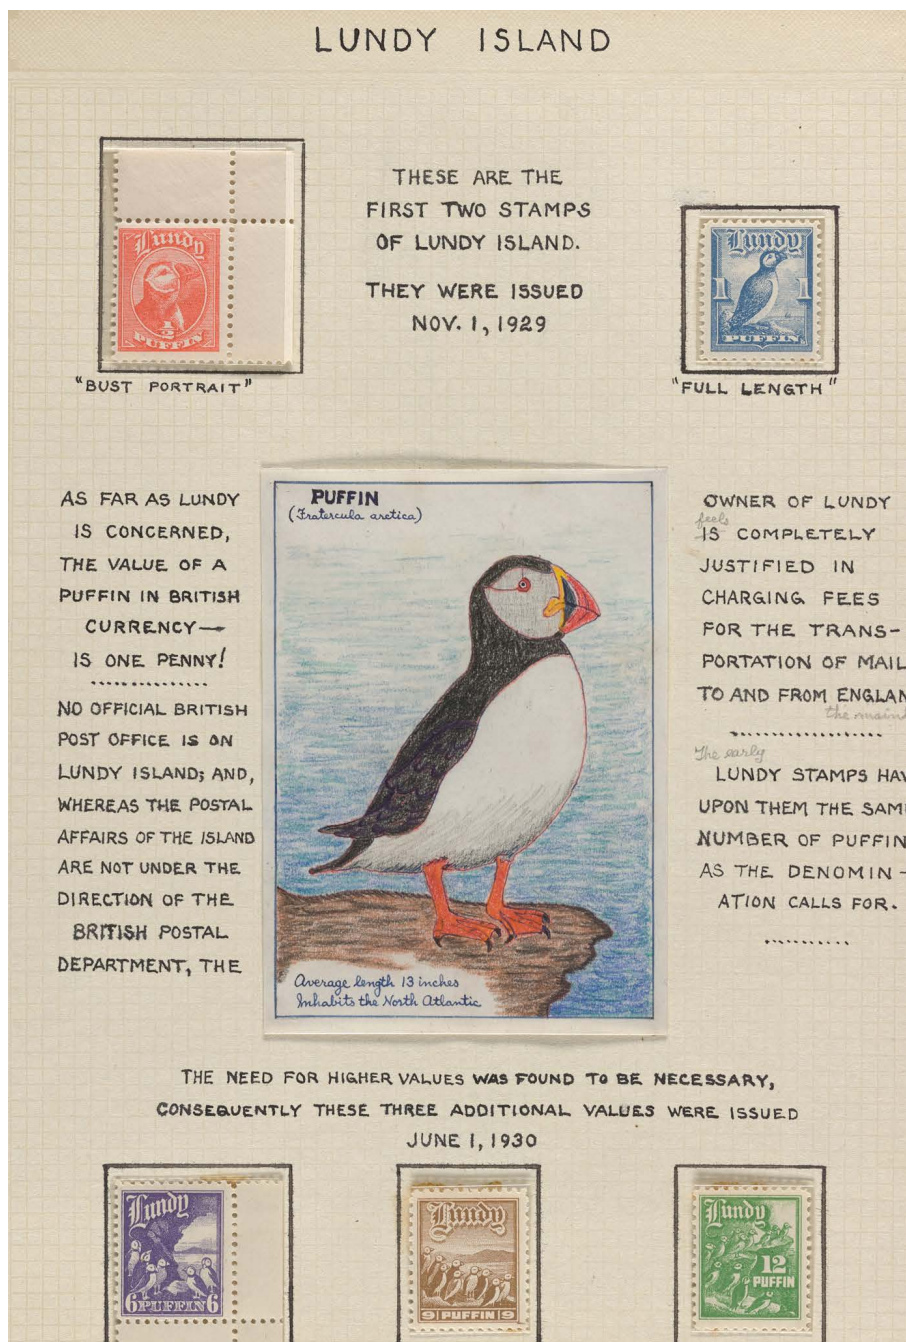 LUNDY ISLAND
Lundy
1/2
PUFFIN
"BUST PORTRAIT"
THESE ARE THE
FIRST TWO STAMPS
OF LUNDY ISLAND.
THEY WERE ISSUED
NOV. 1, 1929
Lundy
1 1
PUFFIN
"FULL LENGTH"
AS FAR AS LUNDY
IS CONCERNED,
THE VALUE OF A
PUFFIN IN BRITISH
CURRENCY—
IS ONE PENNY!
NO OFFICIAL BRITISH
POST OFFICE IS ON
LUNDY ISLAND; AND,
WHEREAS THE POSTAL
AFFAIRS OF THE ISLAND
ARE NOT UNDER THE
DIRECTION OF THE
BRITISH POSTAL
DEPARTMENT, THE
PUFFIN
(Fratercula arctica)
Average length 13 inches
Inhabits the North Atlantic
OWNER OF LUNDY
feels
IS COMPLETELY
JUSTIFIED IN
CHARGING FEES
FOR THE TRANS-
PORTATION OF MAIL
TO AND FROM ENGLAN
the main
The early
LUNDY STAMPS HAV
UPON THEM THE SAM
NUMBER OF PUFFIN
AS THE DENOMIN-
ATION CALLS FOR.
THE NEED FOR HIGHER VALUES WAS FOUND TO BE NECESSARY,
CONSEQUENTLY THESE THREE ADDITIONAL VALUES WERE ISSUED
JUNE 1, 1930
Lundy
6 PUFFIN 6
Lundy
9 PUFFIN 9
Lundy
12
PUFFIN